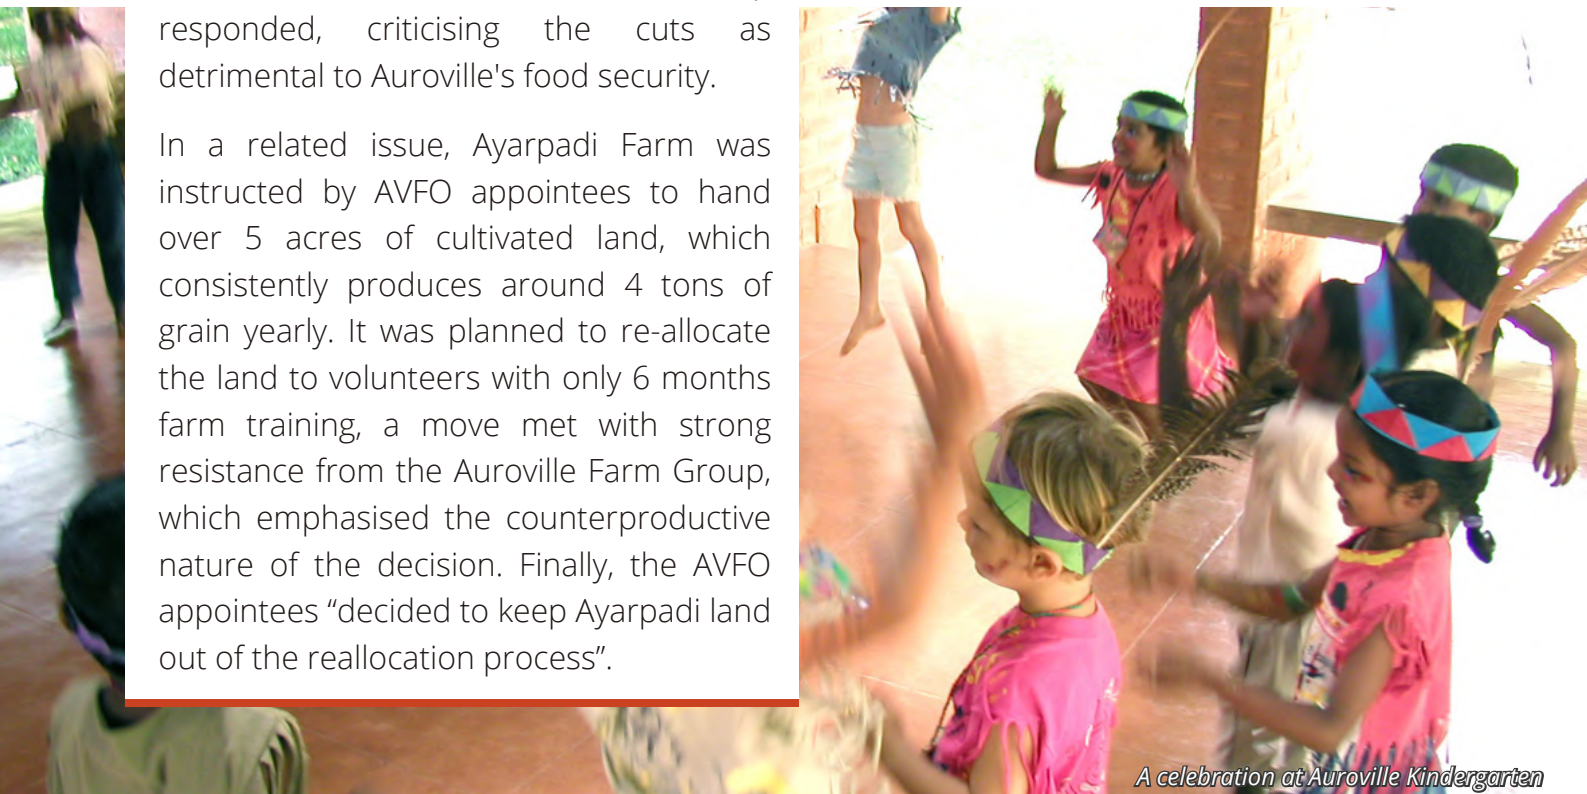 responded, criticising the cuts as
detrimental to Auroville's food security.
In a related issue, Ayarpadi Farm was
instructed by AVFO appointees to hand
over 5 acres of cultivated land, which
consistently produces around 4 tons of
grain yearly. It was planned to re-allocate
the land to volunteers with only 6 months
farm training, a move met with strong
resistance from the Auroville Farm Group,
which emphasised the counterproductive
nature of the decision. Finally, the AVFO
appointees “decided to keep Ayarpadi land
out of the reallocation process”.
A celebration at Auroville Kindergarten